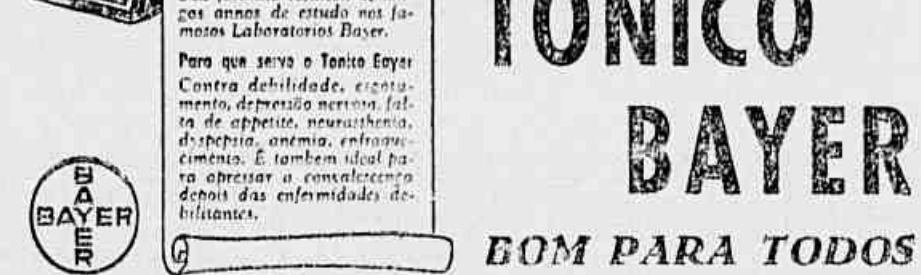 gos annos de estudo nos fa-
mosos Laboratorios Bayer.
Para que serve o Tonico Bayer
Contra debilidade, esgota-
mento, depressão nervosa, fal-
ta de appetite, neurasthenia,
dyspepsia, anemia, enfraque-
cimento. É tambem ideal pa-
ra apressar a convalescença
depois das enfermidades de-
bilitantes.
BAYER
BAYER
TONICO
BAYER
BOM PARA TODOS